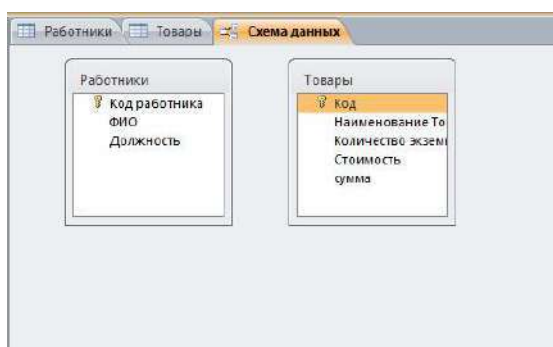 Работники Товары Схема данных
Работники
Код работника
ФИО
Должность
Товары
Код
Наименование То
Количество экзем
Стоимость
сумма